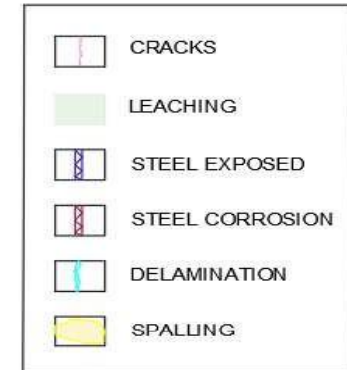 CRACKS
LEACHING
STEEL EXPOSED
STEEL CORROSION
DELAMINATION
SPALLING